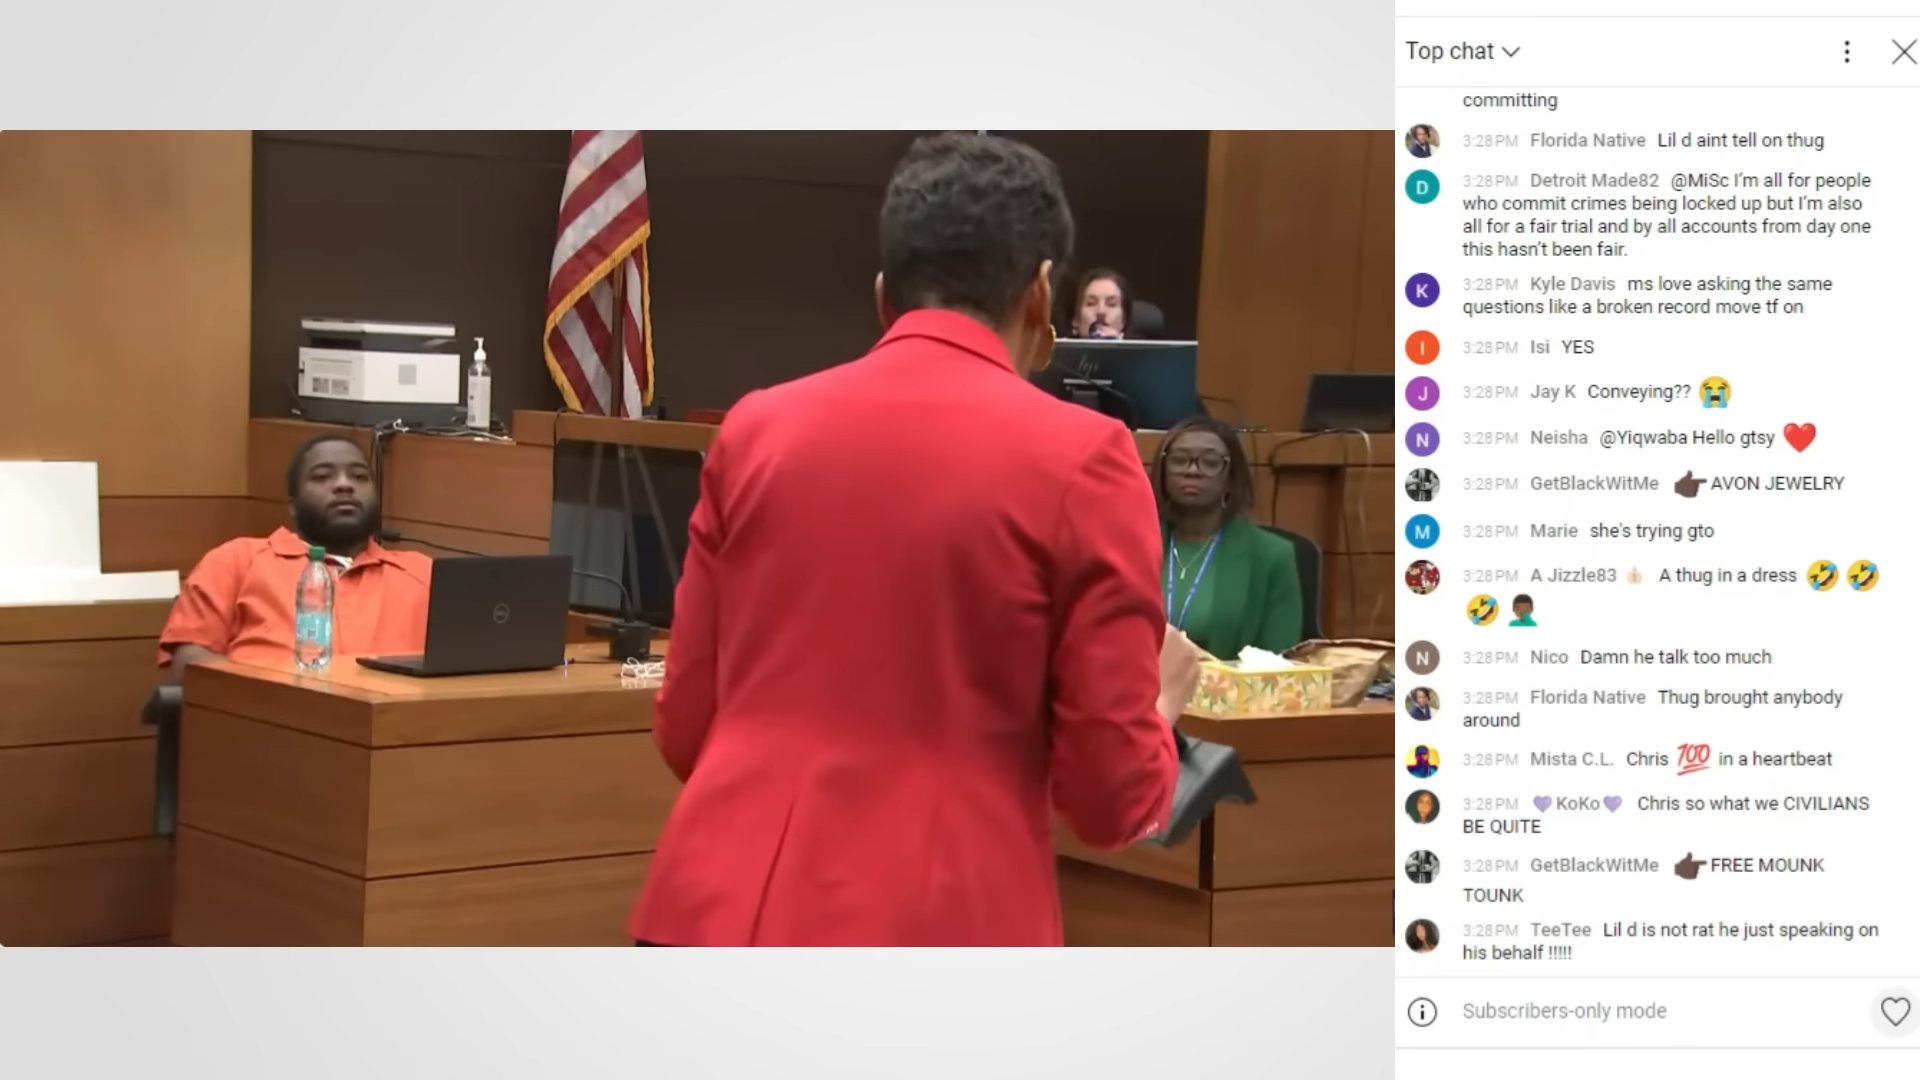 Top chat
committing
3:28 PM Florida Native Lil d aint tell on thug
D
3:28 PM Detroit Made82 @MiSc I'm all for people
who commit crimes being locked up but I'm also
all for a fair trial and by all accounts from day one
this hasn't been fair.
K
3:28 PM Kyle Davis ms love asking the same
questions like a broken record move tf on
I
3:28 PM Isi YES
J
3:28 PM Jay K Conveying?? 😭
N
3:28 PM Neisha @Yiqwaba Hello gtsy ❤️
3:28 PM GetBlackWitMe 👉🏿AVON JEWELRY
M
3:28 PM Marie she's trying gto
3:28 PM A Jizzle83 👆🏻 A thug in a dress 🤣 🤣
🤣 🤦🏾‍♂️
N
3:28 PM Nico Damn he talk too much
3:28 PM Florida Native Thug brought anybody
around
3:28 PM Mista C.L. Chris 💯 in a heartbeat
3:28 PM 💜KoKo💜 Chris so what we CIVILIANS
BE QUITE
3:28 PM GetBlackWitMe 👉🏿FREE MOUNK
TOUNK
3:28 PM TeeTee Lil d is not rat he just speaking on
his behalf !!!!!
Subscribers-only mode
hp
DELL